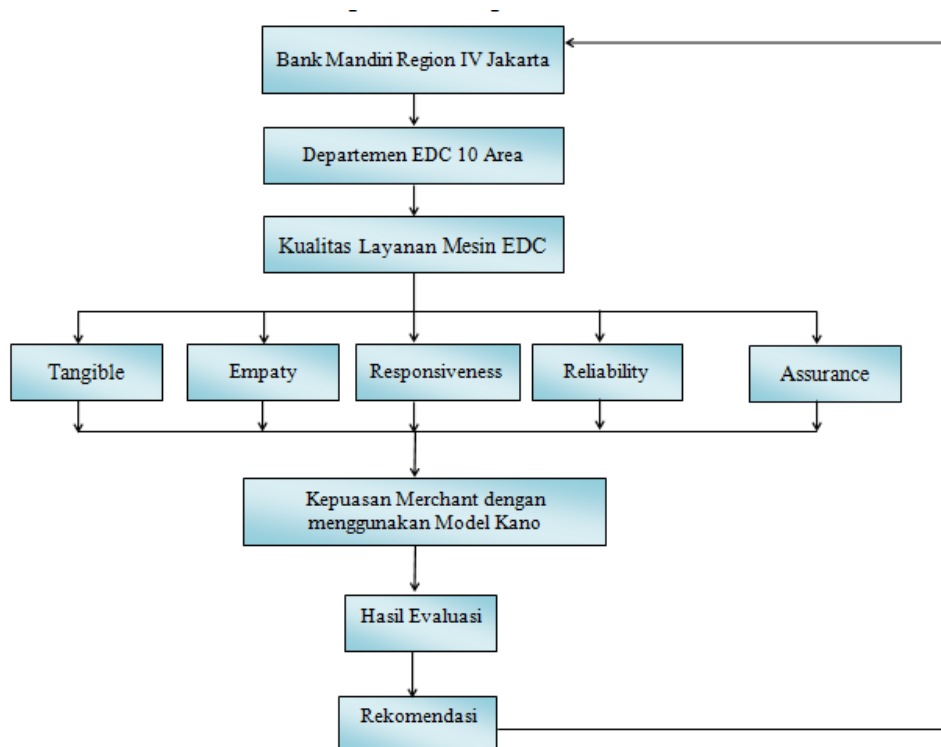 Bank Mandiri Region IV Jakarta
Departemen EDC 10 Area
Kualitas Layanan Mesin EDC
Tangible
Empaty
Responsiveness
Reliability
Assurance
Kepuasan Merchant dengan
menggunakan Model Kano
Hasil Evaluasi
Rekomendasi